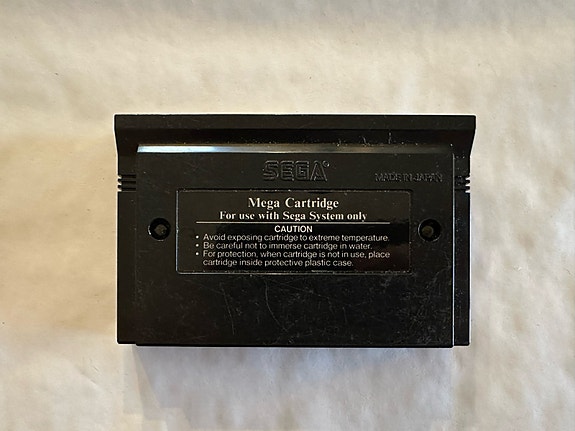 SEGA
MADE IN JAPAN
Mega Cartridge
For use with Sega System only
CAUTION
• Avoid exposing cartridge to extreme temperature.
• Be careful not to immerse cartridge in water.
• For protection, when cartridge is not in use, place
cartridge inside protective plastic case.